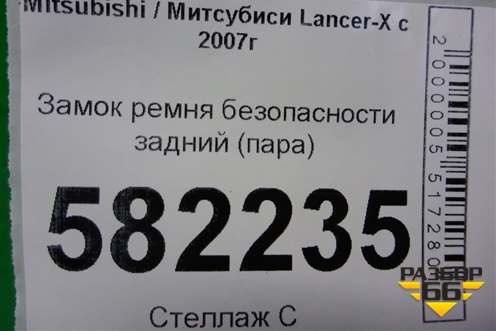 Mitsubishi / Митсубиси Lancer-X с
2007г
Замок ремня безопасности
задний (пара)
582235
Стеллаж С
2000005517280
РАЗБОР
66